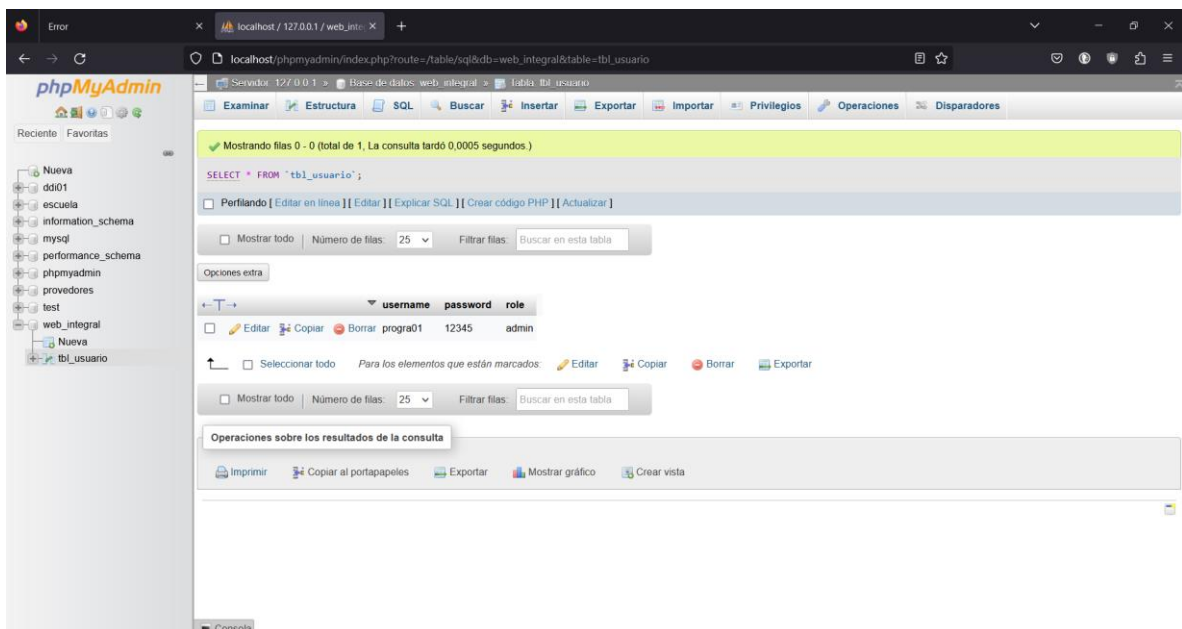 Error
localhost / 127.0.0.1 / web_inte
localhost/phpmyadmin/index.php?route=/table/sql&db=web_integral&table=tbl_usuario
phpMyAdmin
Reciente Favoritas
Nueva
ddi01
escuela
information_schema
mysql
performance_schema
phpmyadmin
provedores
test
web_integral
Nueva
tbl_usuario
Servidor: 127.0.0.1 » Base de datos: web_integral » Tabla: tbl_usuario
Examinar Estructura SQL Buscar Insertar Exportar Importar Privilegios Operaciones Disparadores
Mostrando filas 0 - 0 (total de 1, La consulta tardó 0,0005 segundos.)
SELECT * FROM `tbl_usuario`;
Perfilando [ Editar en línea ] [ Editar ] [ Explicar SQL ] [ Crear código PHP ] [ Actualizar ]
Mostrar todo | Número de filas: 25 Filtrar filas: Buscar en esta tabla
Opciones extra
←T→ username password role
Editar Copiar Borrar progra01 12345 admin
Seleccionar todo Para los elementos que están marcados: Editar Copiar Borrar Exportar
Mostrar todo | Número de filas: 25 Filtrar filas: Buscar en esta tabla
Operaciones sobre los resultados de la consulta
Imprimir Copiar al portapapeles Exportar Mostrar gráfico Crear vista
Consola